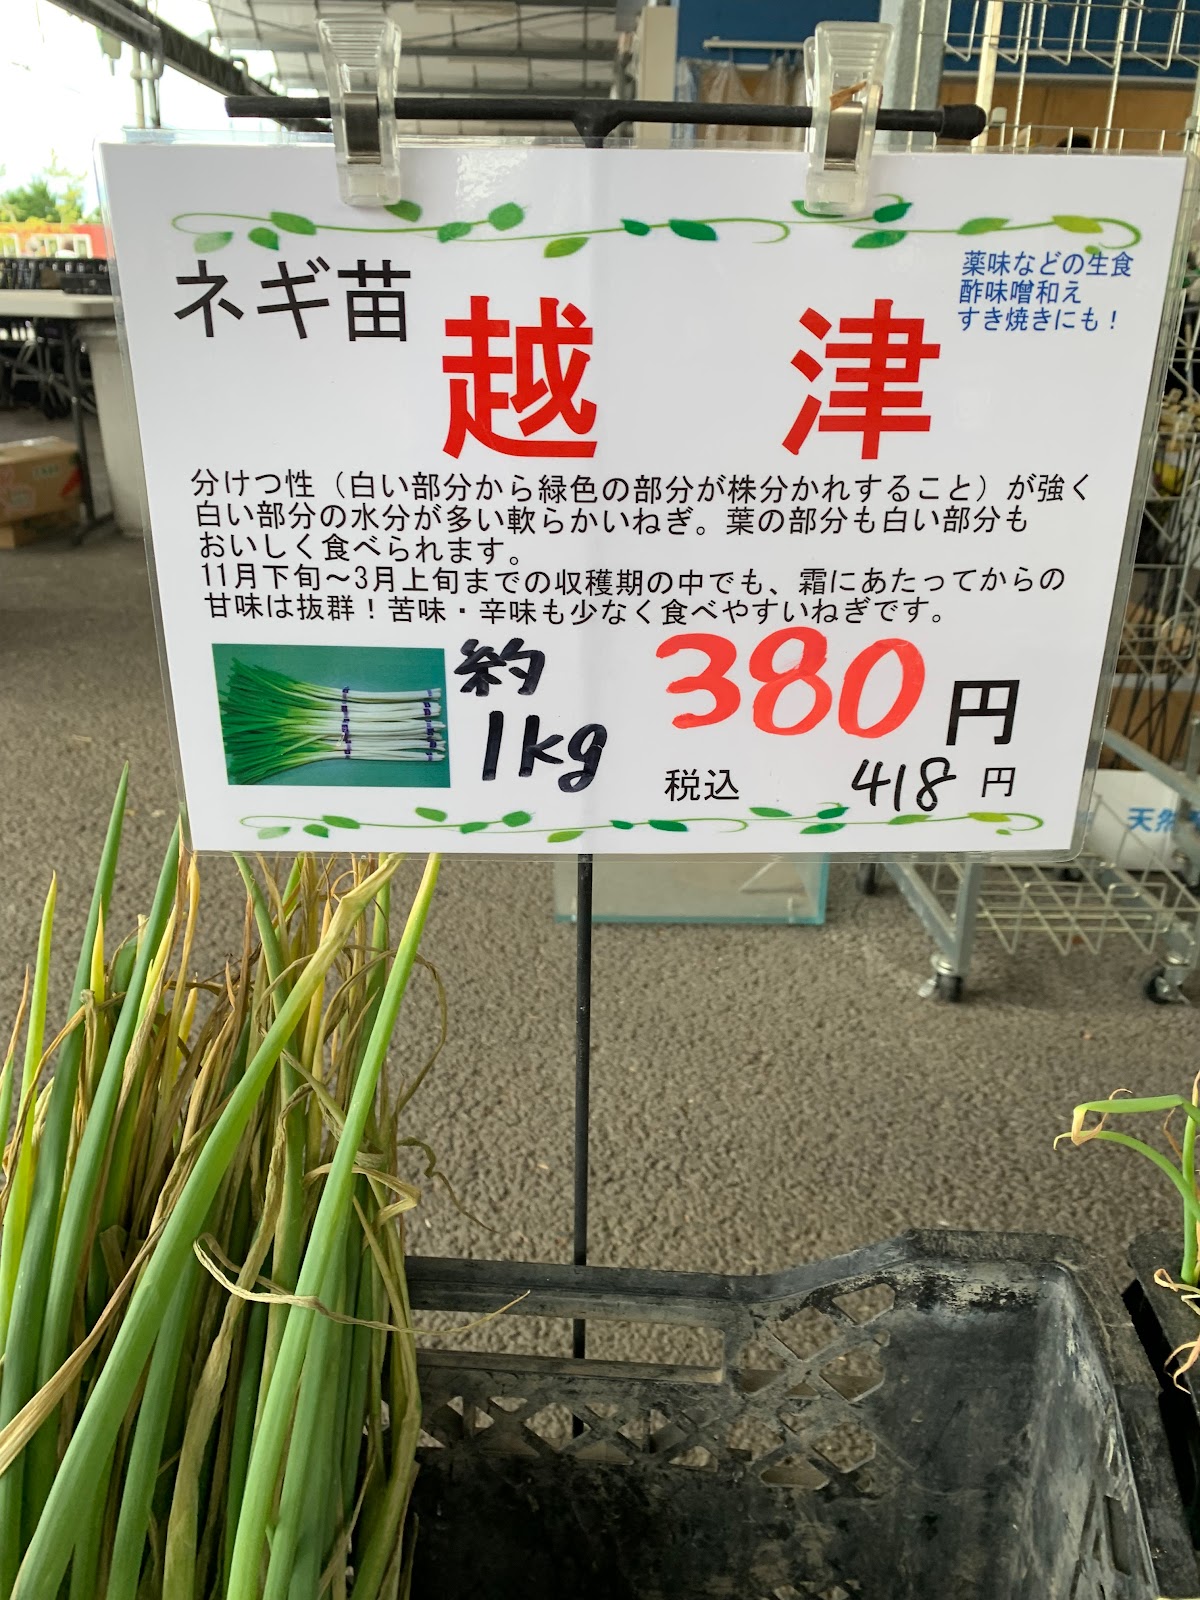 ネギ苗
越 津
薬味などの生食
酢味噌和え
すき焼きにも！
分けつ性（白い部分から緑色の部分が株分かれすること）が強く
白い部分の水分が多い軟らかいねぎ。葉の部分も白い部分も
おいしく食べられます。
11月下旬～3月上旬までの収穫期の中でも、霜にあたってからの
甘味は抜群！苦味・辛味も少なく食べやすいねぎです。
約
1kg
380円
税込 418円
天然